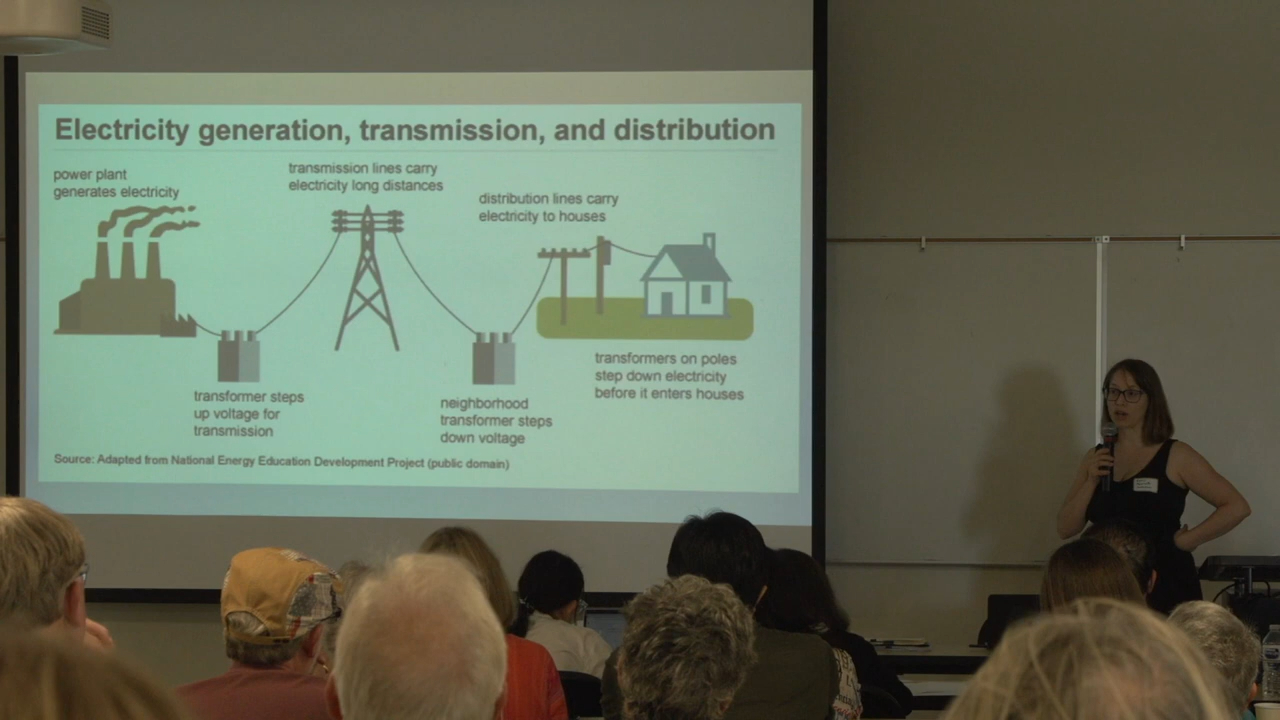 Electricity generation, transmission, and distribution
power plant
generates electricity
transmission lines carry
electricity long distances
distribution lines carry
electricity to houses
transformer steps
up voltage for
transmission
neighborhood
transformer steps
down voltage
transformers on poles
step down electricity
before it enters houses
Source: Adapted from National Energy Education Development Project (public domain)